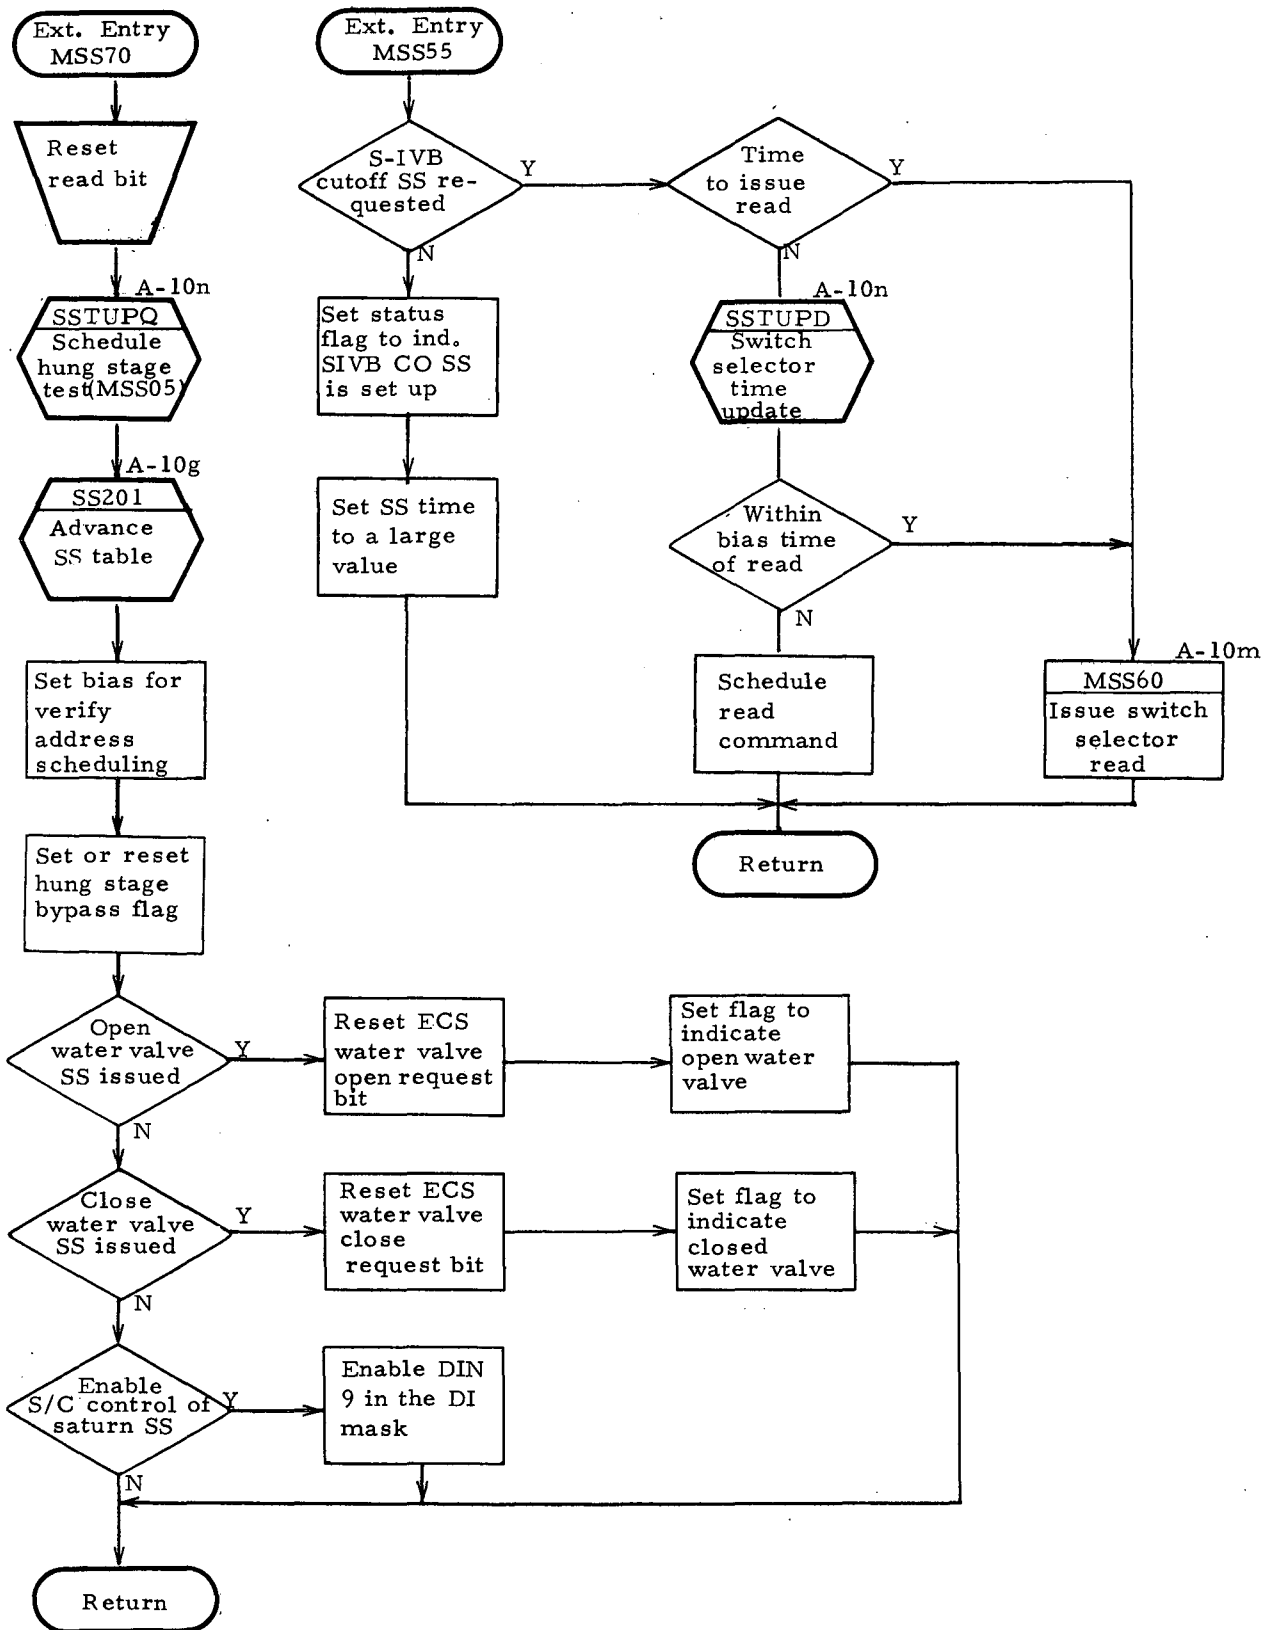 Ext. Entry
MSS70
Reset
read bit
A-10n
SSTUPQ
Schedule
hung stage
test(MSS05)
A-10g
SS201
Advance
SS table
Set bias for
verify
address
scheduling
Set or reset
hung stage
bypass flag
Open
water valve
SS issued
Y
N
Reset ECS
water valve
open request
bit
Set flag to
indicate
open water
valve
Close
water valve
SS issued
Y
N
Reset ECS
water valve
close
request bit
Set flag to
indicate
closed
water valve
Enable
S/C control of
saturn SS
Y
N
Enable DIN
9 in the DI
mask
Return
Ext. Entry
MSS55
S-IVB
cutoff SS re-
quested
Y
N
Set status
flag to ind.
SIVB CO SS
is set up
Set SS time
to a large
value
Time
to issue
read
Y
N
A-10n
SSTUPD
Switch
selector
time
update
Within
bias time
of read
Y
N
Schedule
read
command
A-10m
MSS60
Issue switch
selector
read
Return